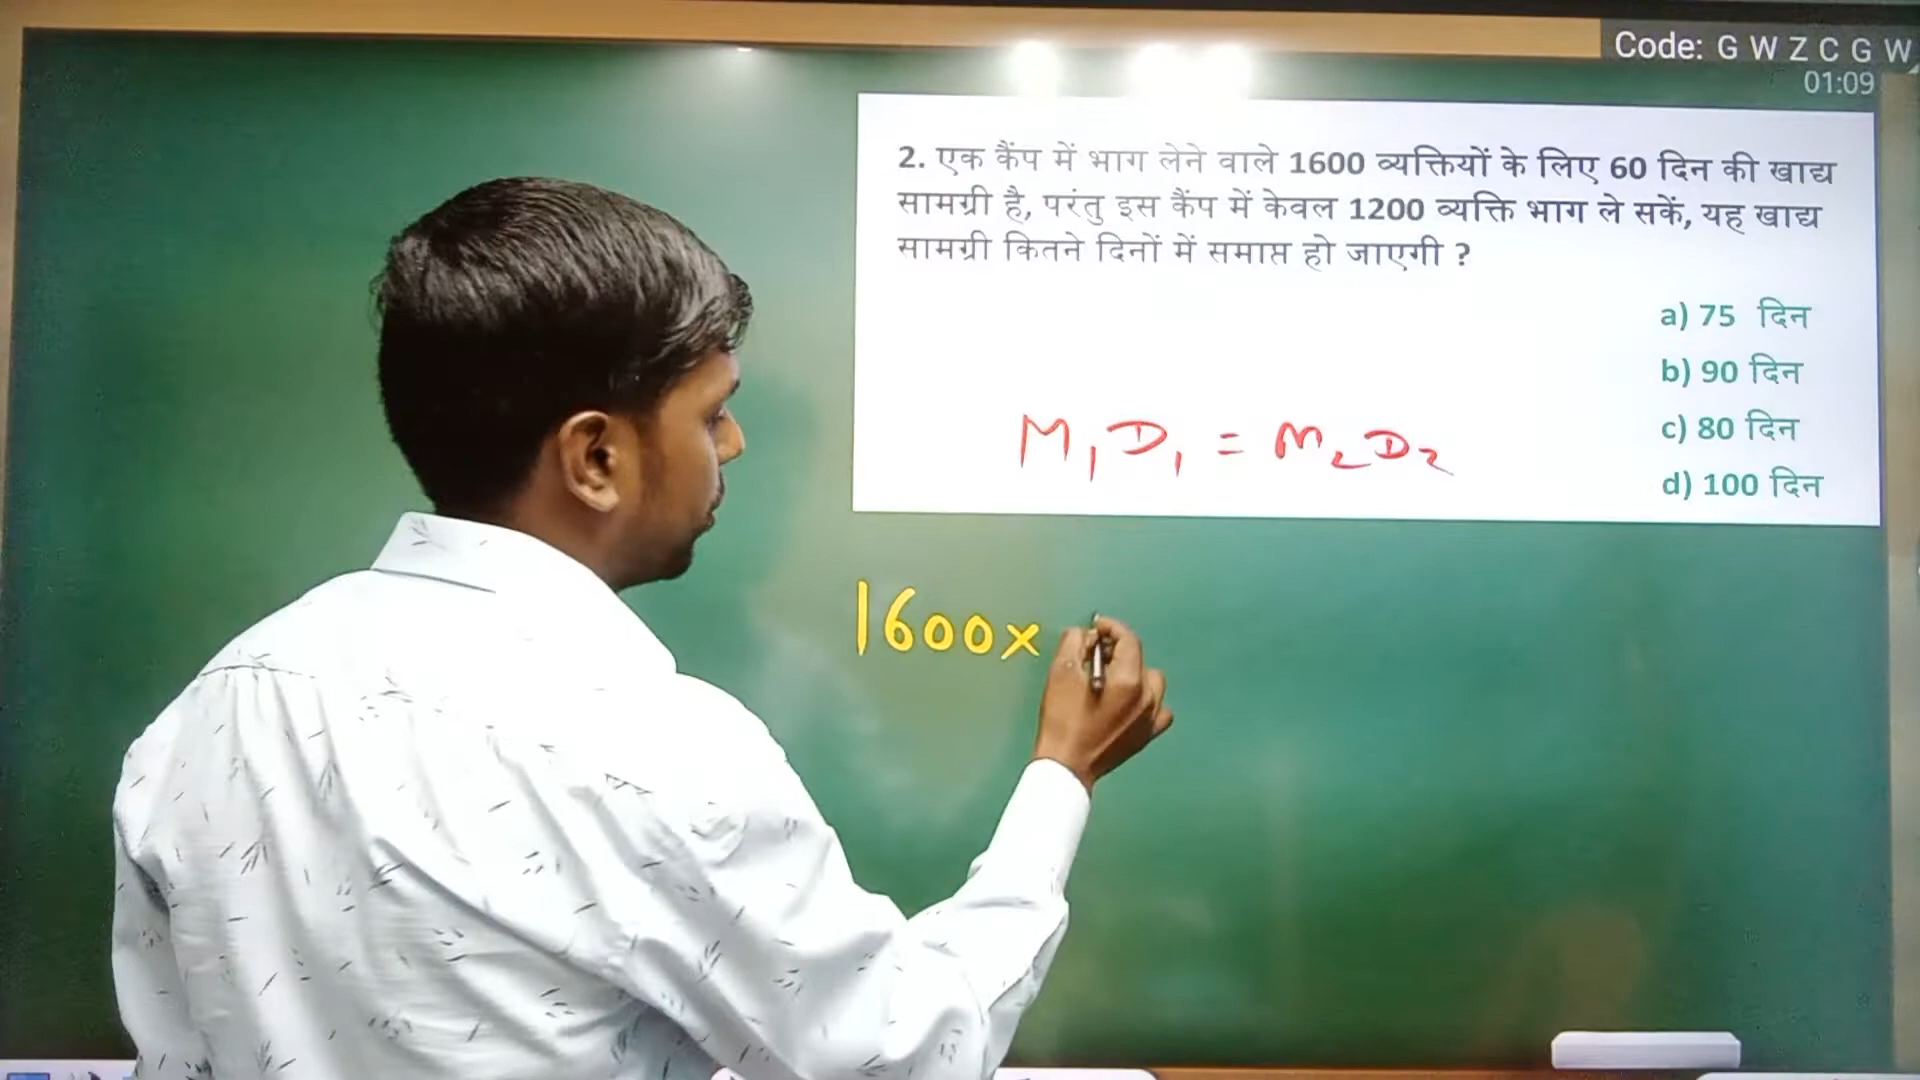 Code: G W Z C G W
01:09
2. एक कैंप में भाग लेने वाले 1600 व्यक्तियों के लिए 60 दिन की खाद्य
सामग्री है, परंतु इस कैंप में केवल 1200 व्यक्ति भाग ले सकें, यह खाद्य
सामग्री कितने दिनों में समाप्त हो जाएगी ?
a) 75 दिन
b) 90 दिन
c) 80 दिन
d) 100 दिन
M₁D₁ = M₂D₂
1600×